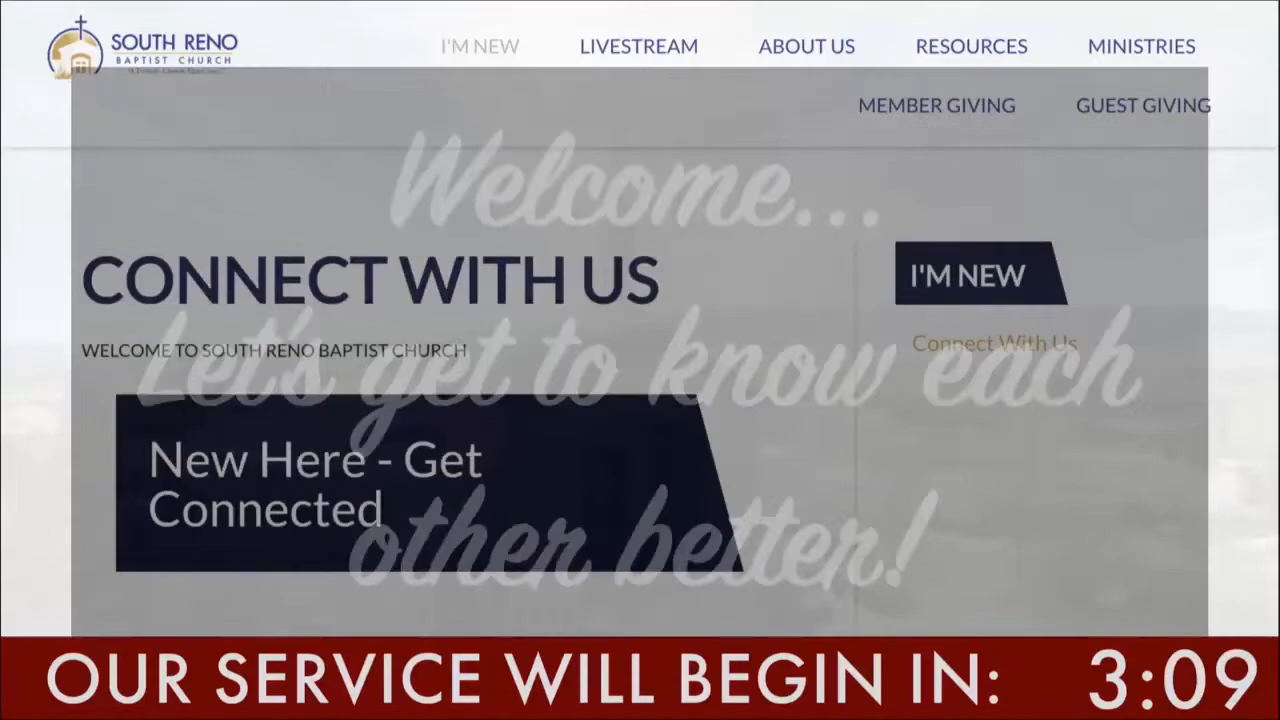 SOUTH RENO
BAPTIST CHURCH
I'M NEW
LIVESTREAM
ABOUT US
RESOURCES
MINISTRIES
MEMBER GIVING
GUEST GIVING
Welcome...
CONNECT WITH US
I'M NEW
WELCOME TO SOUTH RENO BAPTIST CHURCH
Connect With Us
Let's get to know each
New Here - Get
Connected
other better!
OUR SERVICE WILL BEGIN IN: 3:09